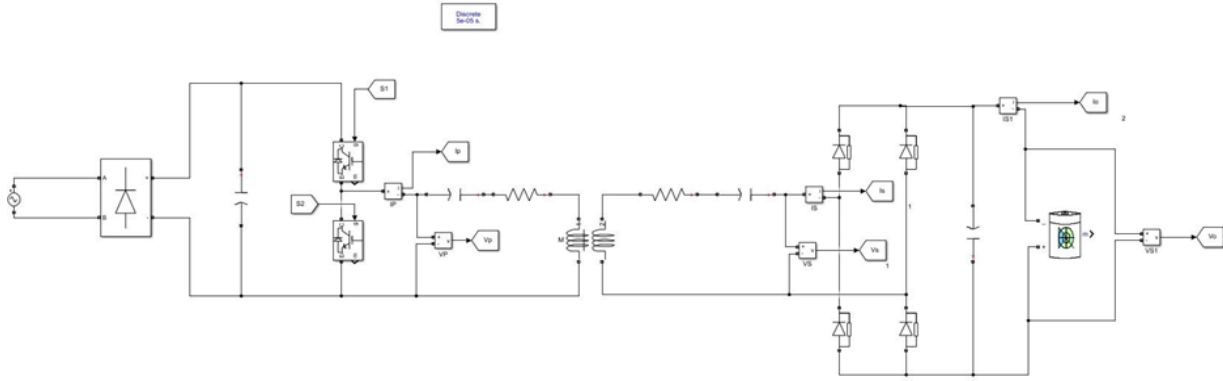 Discrete
5e-05 s.
S1
Ip
Io
IS1
2
A
B
+
-
S2
IP
Is
IS
1
M
Vp
VP
Vs
VS
1
m
Vo
VS1